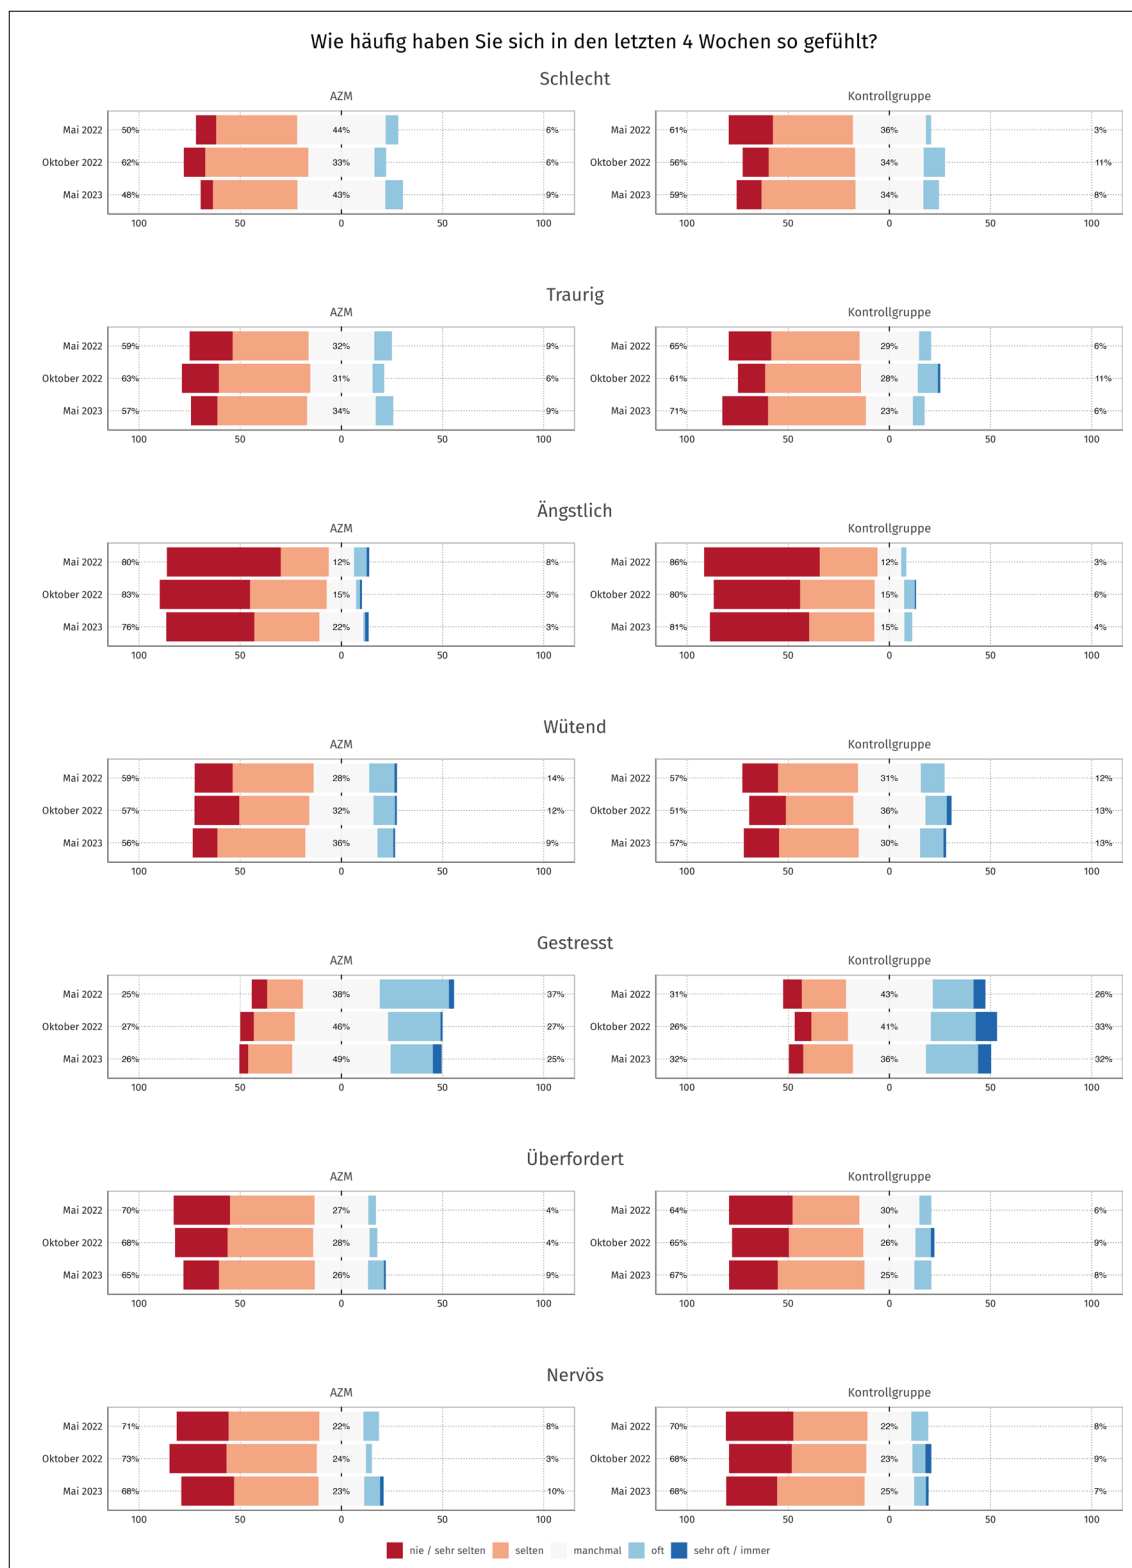 Wie häufig haben Sie sich in den letzten 4 Wochen so gefühlt?
Schlecht
AZM Kontrollgruppe
Mai 2022 50% 44% 6% Mai 2022 61% 36% 3%
Oktober 2022 62% 33% 6% Oktober 2022 56% 34% 11%
Mai 2023 48% 43% 9% Mai 2023 59% 34% 8%
100 50 0 50 100 100 50 0 50 100
Traurig
AZM Kontrollgruppe
Mai 2022 59% 32% 9% Mai 2022 65% 29% 6%
Oktober 2022 63% 31% 6% Oktober 2022 61% 28% 11%
Mai 2023 57% 34% 9% Mai 2023 71% 23% 6%
100 50 0 50 100 100 50 0 50 100
Ängstlich
AZM Kontrollgruppe
Mai 2022 80% 12% 8% Mai 2022 86% 12% 3%
Oktober 2022 83% 15% 3% Oktober 2022 80% 15% 6%
Mai 2023 76% 22% 3% Mai 2023 81% 15% 4%
100 50 0 50 100 100 50 0 50 100
Wütend
AZM Kontrollgruppe
Mai 2022 59% 28% 14% Mai 2022 57% 31% 12%
Oktober 2022 57% 32% 12% Oktober 2022 51% 36% 13%
Mai 2023 56% 36% 9% Mai 2023 57% 30% 13%
100 50 0 50 100 100 50 0 50 100
Gestresst
AZM Kontrollgruppe
Mai 2022 25% 38% 37% Mai 2022 31% 43% 26%
Oktober 2022 27% 46% 27% Oktober 2022 26% 41% 33%
Mai 2023 26% 49% 25% Mai 2023 32% 36% 32%
100 50 0 50 100 100 50 0 50 100
Überfordert
AZM Kontrollgruppe
Mai 2022 70% 27% 4% Mai 2022 64% 30% 6%
Oktober 2022 68% 28% 4% Oktober 2022 65% 26% 9%
Mai 2023 65% 26% 9% Mai 2023 67% 25% 8%
100 50 0 50 100 100 50 0 50 100
Nervös
AZM Kontrollgruppe
Mai 2022 71% 22% 8% Mai 2022 70% 22% 8%
Oktober 2022 73% 24% 3% Oktober 2022 68% 23% 9%
Mai 2023 68% 23% 10% Mai 2023 68% 25% 7%
100 50 0 50 100 100 50 0 50 100
nie / sehr selten selten manchmal oft sehr oft / immer